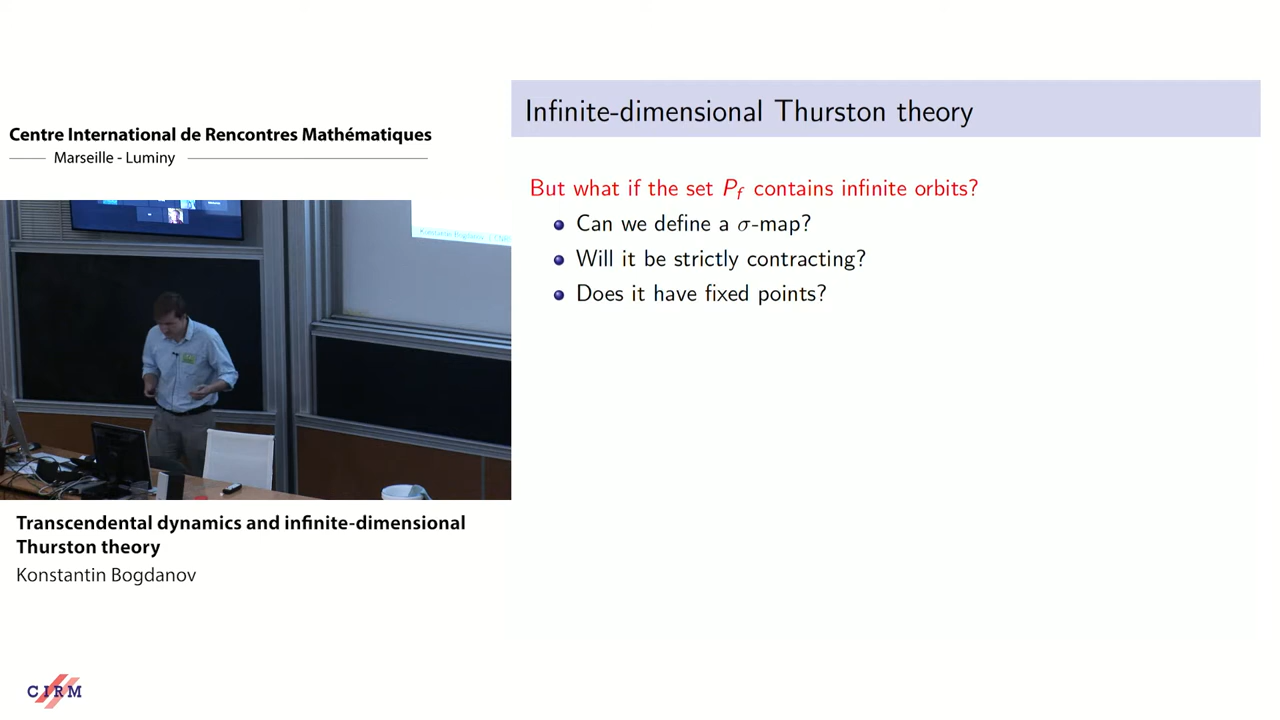 Centre International de Rencontres Mathématiques
Marseille - Luminy
Infinite-dimensional Thurston theory
But what if the set P_f contains infinite orbits?
Can we define a σ-map?
Will it be strictly contracting?
Does it have fixed points?
Transcendental dynamics and infinite-dimensional
Thurston theory
Konstantin Bogdanov
CIRM